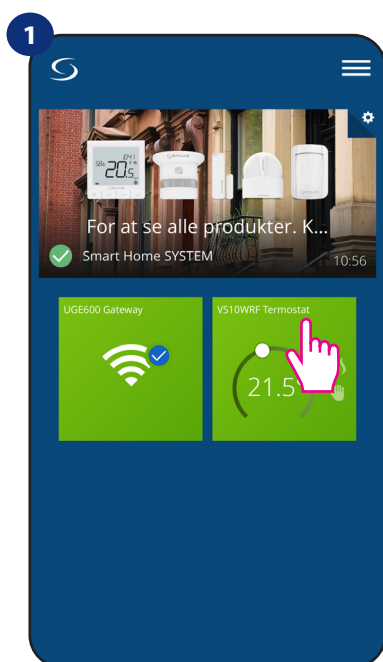 1
For at se alle produkter. K...
Smart Home SYSTEM
10:56
UGE600 Gateway
VS10WRF Termostat
21.5°